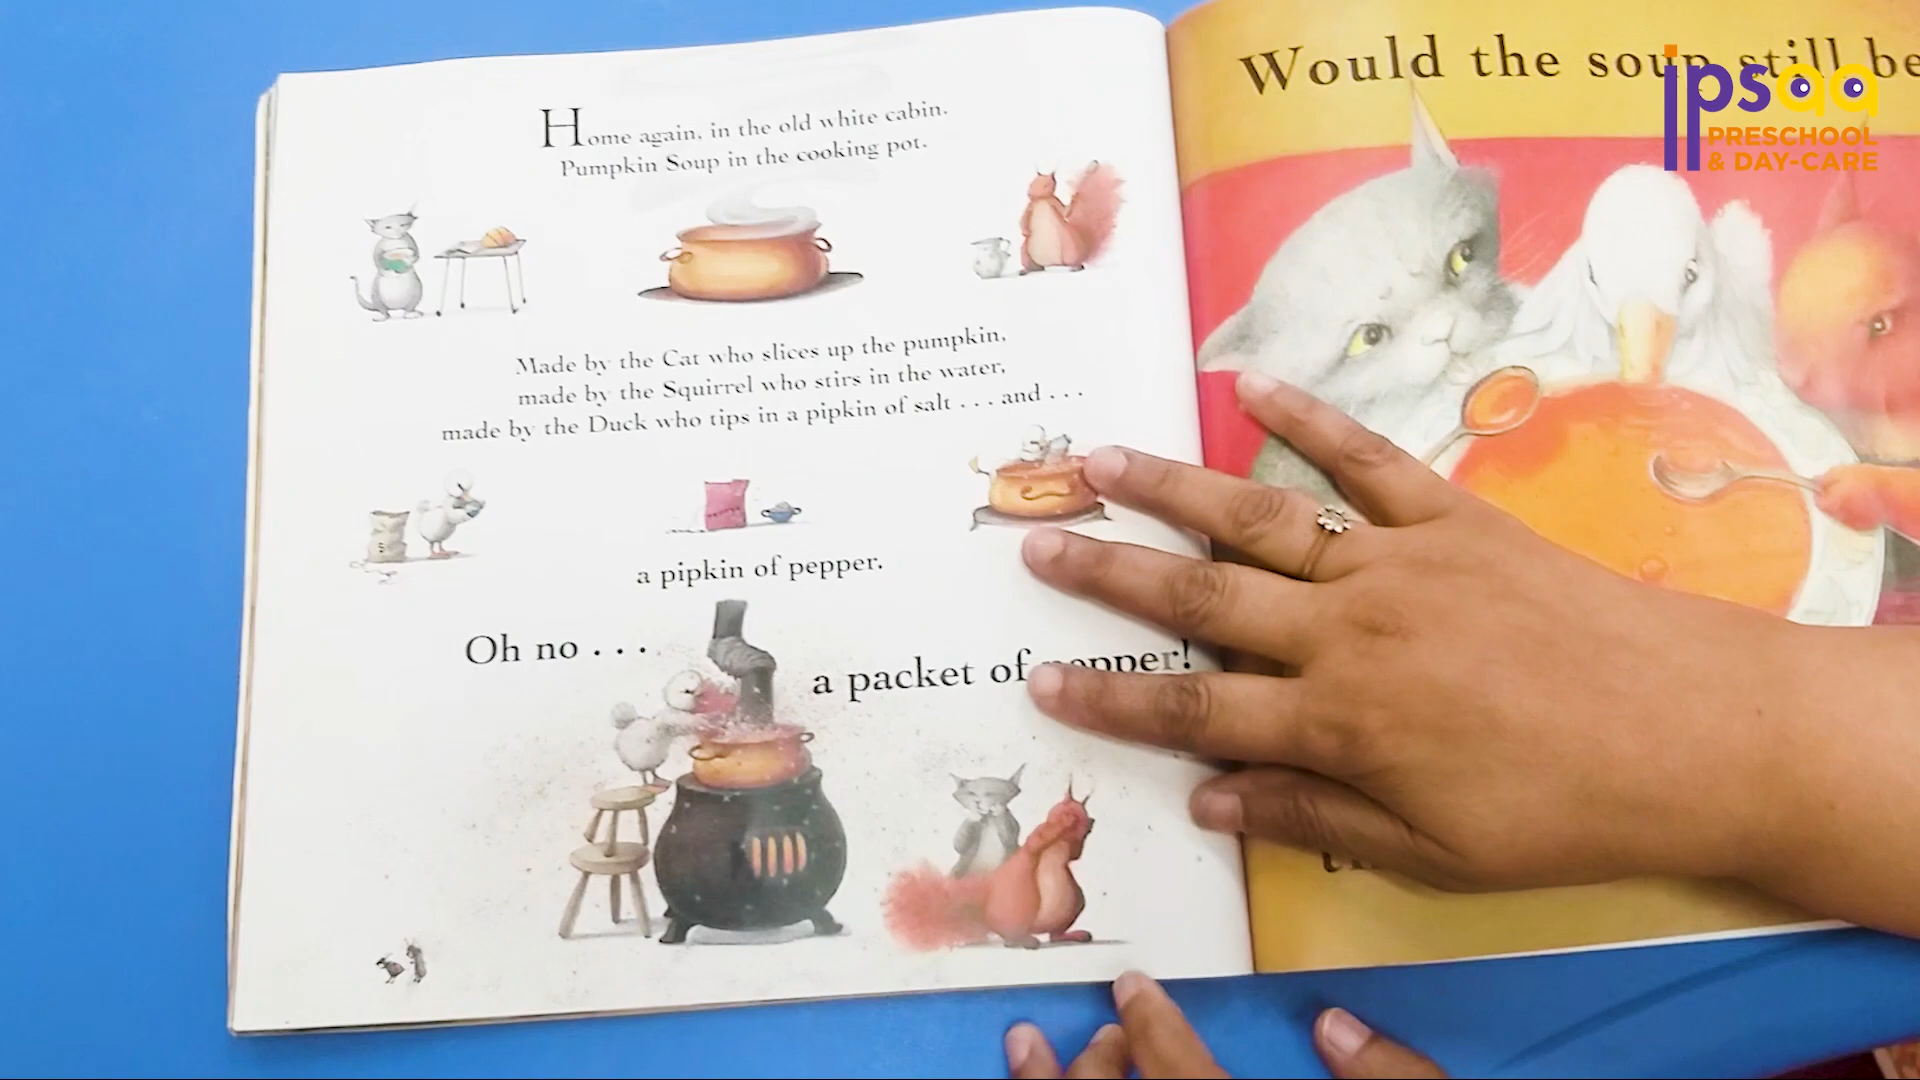 Home again, in the old white cabin.
Pumpkin Soup in the cooking pot.
Made by the Cat who slices up the pumpkin,
made by the Squirrel who stirs in the water,
made by the Duck who tips in a pipkin of salt . . . and . . .
a pipkin of pepper.
Oh no . . .
a packet of pepper!
Would the soup still be
ipsaa
PRESCHOOL
& DAY-CARE